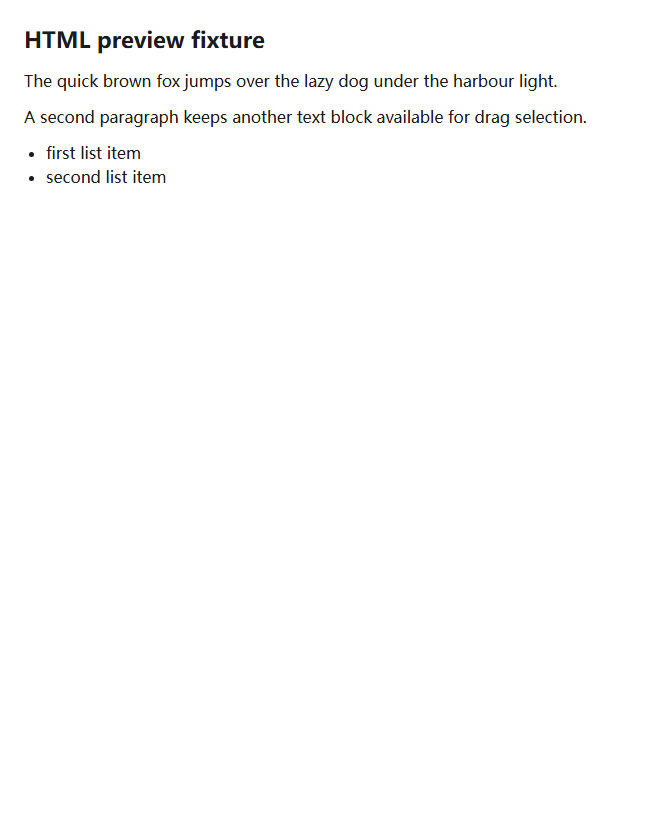 HTML preview fixture
The quick brown fox jumps over the lazy dog under the harbour light.
A second paragraph keeps another text block available for drag selection.
• first list item
• second list item